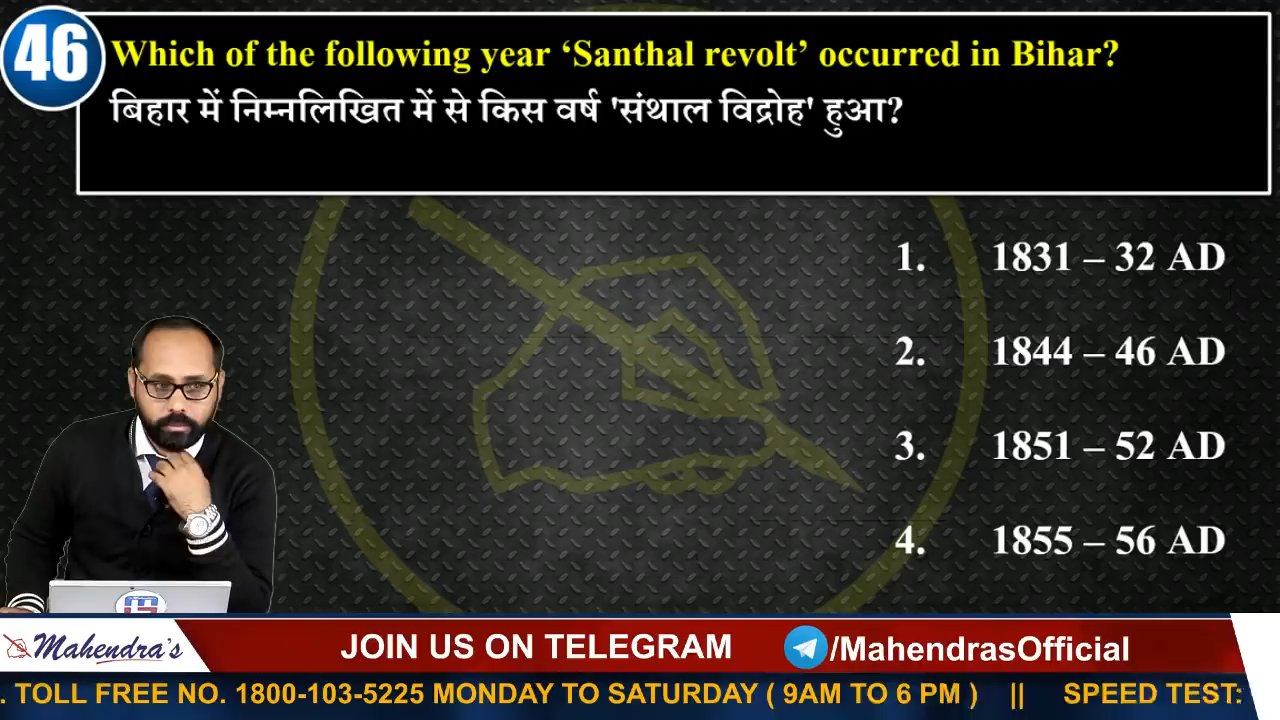 46
Which of the following year ‘Santhal revolt’ occurred in Bihar?
बिहार में निम्नलिखित में से किस वर्ष 'संथाल विद्रोह' हुआ?
1. 1831 – 32 AD
2. 1844 – 46 AD
3. 1851 – 52 AD
4. 1855 – 56 AD
Mahendra's JOIN US ON TELEGRAM /MahendrasOfficial
. TOLL FREE NO. 1800-103-5225 MONDAY TO SATURDAY ( 9AM TO 6 PM ) || SPEED TEST: